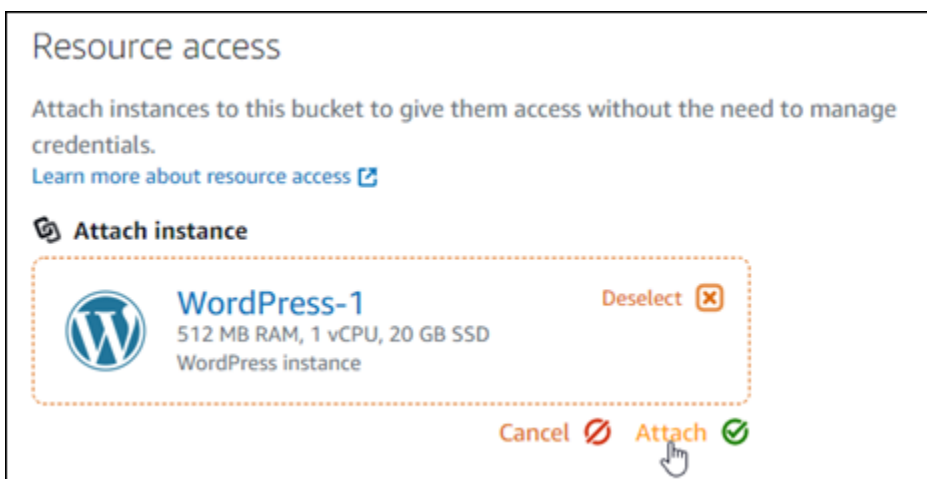 Resource access
Attach instances to this bucket to give them access without the need to manage
credentials.
Learn more about resource access
Attach instance
WordPress-1
Deselect
512 MB RAM, 1 vCPU, 20 GB SSD
WordPress instance
Cancel Attach